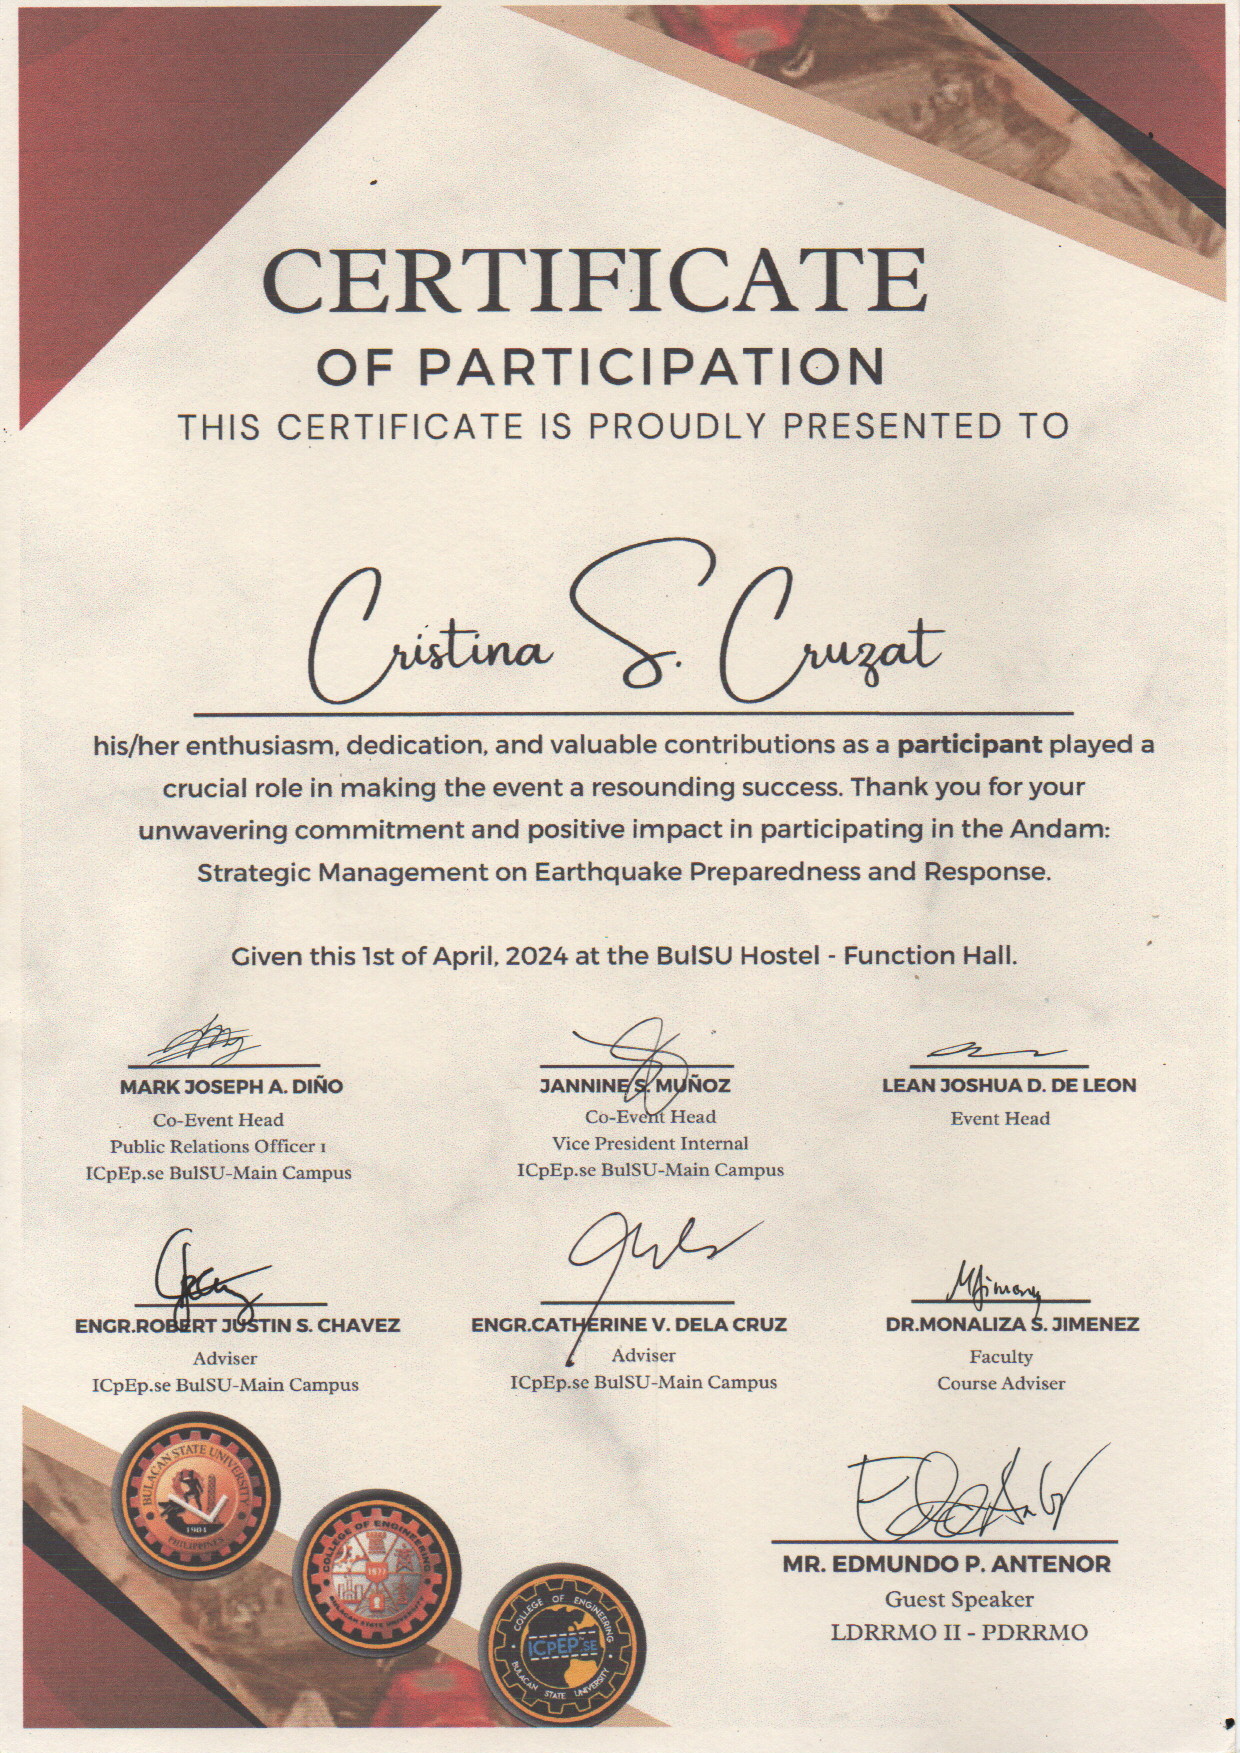 CERTIFICATE
OF PARTICIPATION
THIS CERTIFICATE IS PROUDLY PRESENTED TO
Cristina S. Cruzat
his/her enthusiasm, dedication, and valuable contributions as a participant played a
crucial role in making the event a resounding success. Thank you for your
unwavering commitment and positive impact in participating in the Andam:
Strategic Management on Earthquake Preparedness and Response.
Given this 1st of April, 2024 at the BulSU Hostel - Function Hall.
MARK JOSEPH A. DIÑO
Co-Event Head
Public Relations Officer 1
ICpEp.se BulSU-Main Campus
JANNINE S. MUÑOZ
Co-Event Head
Vice President Internal
ICpEp.se BulSU-Main Campus
LEAN JOSHUA D. DE LEON
Event Head
ENGR.ROBERT JUSTIN S. CHAVEZ
Adviser
ICpEp.se BulSU-Main Campus
ENGR.CATHERINE V. DELA CRUZ
Adviser
ICpEp.se BulSU-Main Campus
DR.MONALIZA S. JIMENEZ
Faculty
Course Adviser
MR. EDMUNDO P. ANTENOR
Guest Speaker
LDRRMO II - PDRRMO
BULACAN STATE UNIVERSITY
1904
PHILIPPINES
COLLEGE OF ENGINEERING
1977
BULACAN STATE UNIVERSITY
COLLEGE OF ENGINEERING
ICpEP.SE
BULACAN STATE UNIVERSITY